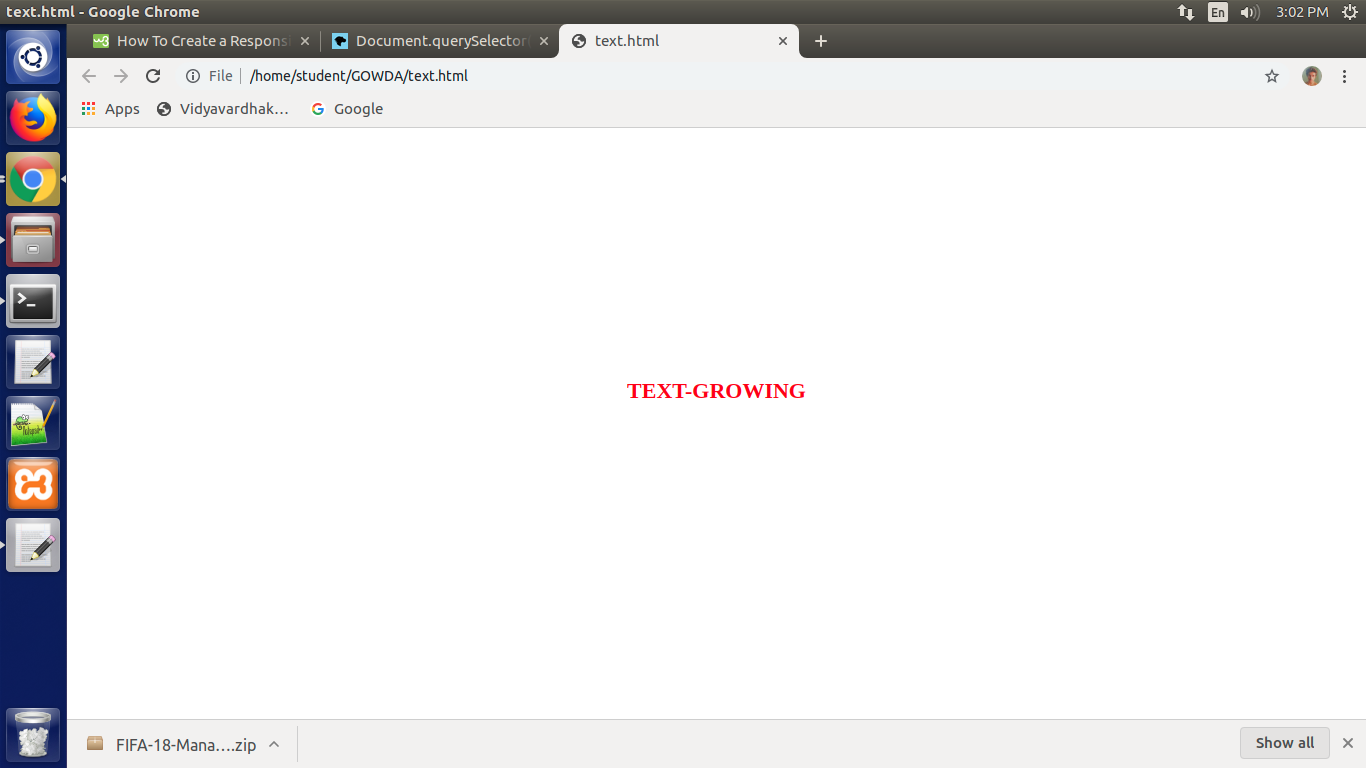 text.html - Google Chrome
En
3:02 PM
How To Create a Respons
Document.querySelector
text.html
File
/home/student/GOWDA/text.html
Apps
Vidyavardhak…
Google
TEXT-GROWING
FIFA-18-Mana….zip
Show all